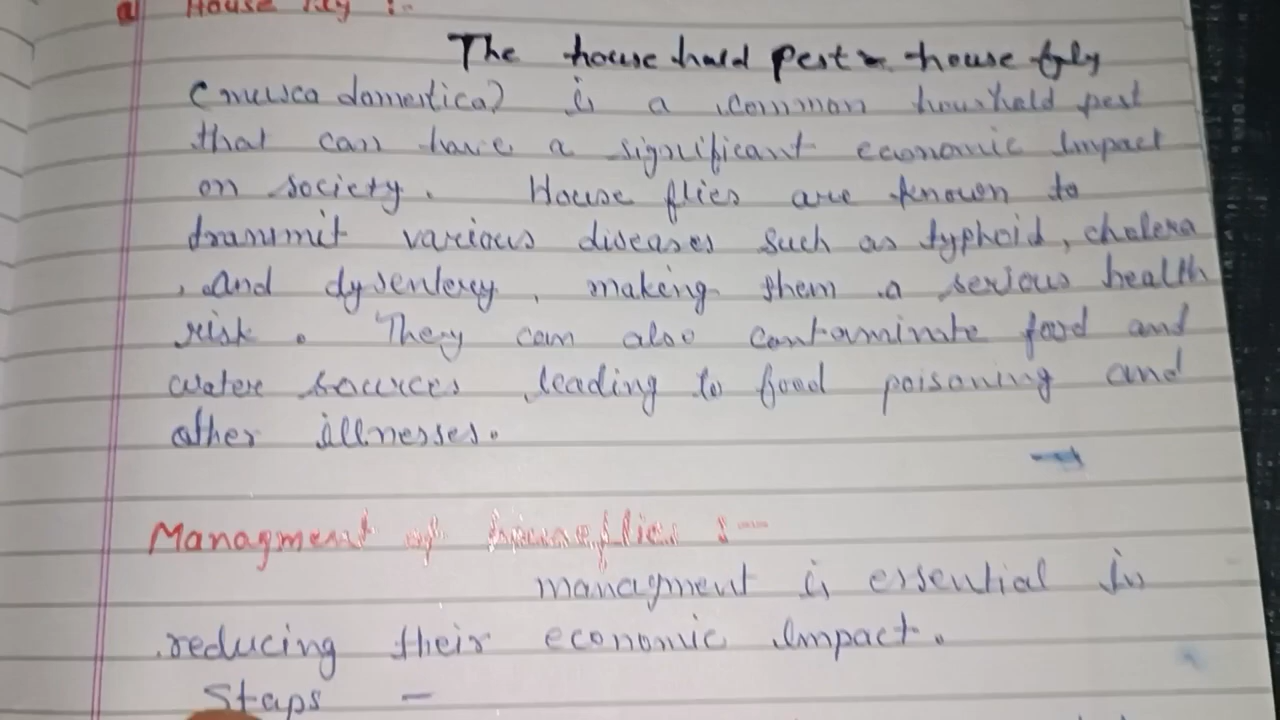 a) House fly :-
The house hold pest - house fly
(musca domestica) is a common houshold pest
that can have a significant economic impact
on society. House flies are known to
transmit various diseases such as typhoid, cholera
, and dysentery, making them a serious health
risk. They can also contaminate food and
water sources leading to food poisoning and
other illnesses.
Managment of houseflies :-
managment is essential in
reducing their economic impact.
Staps -